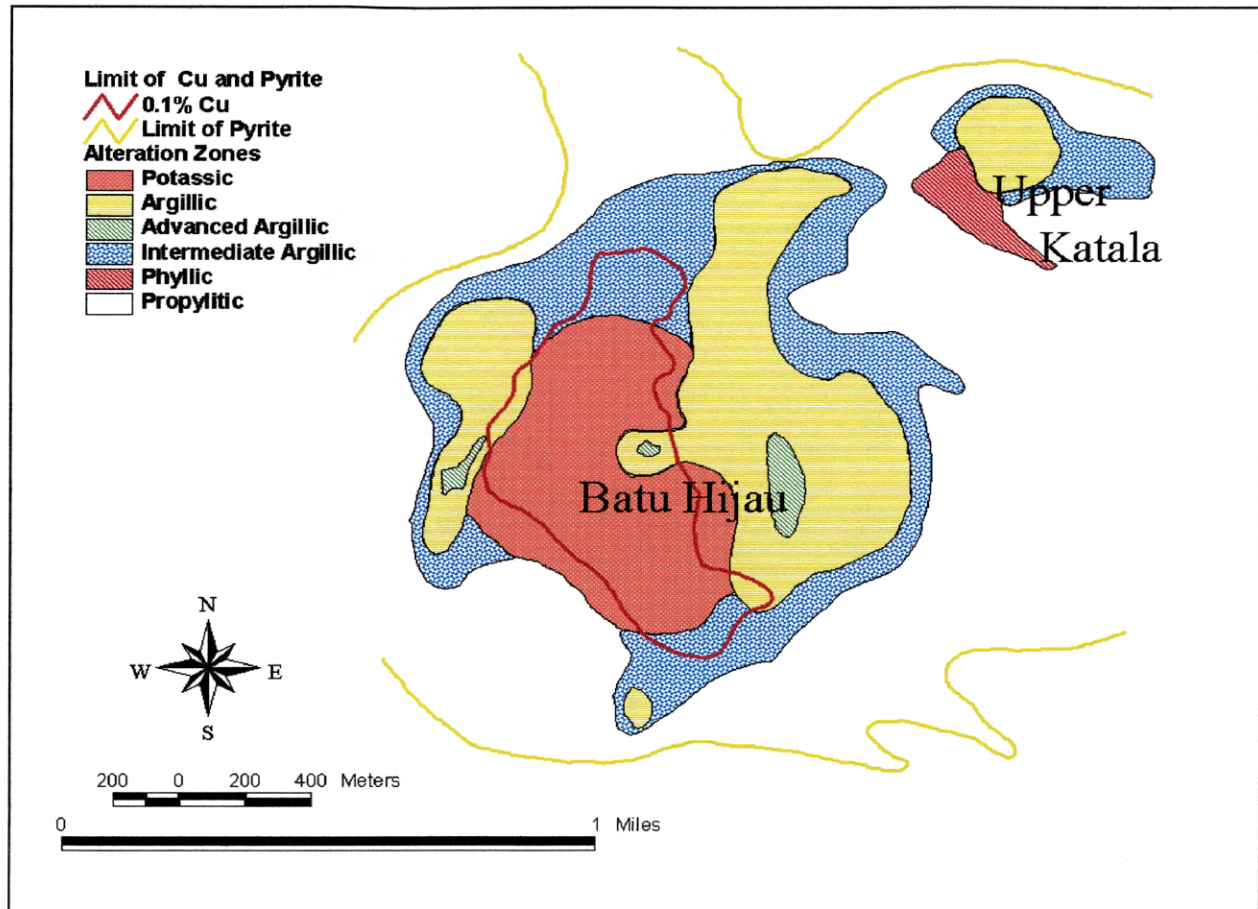 Limit of Cu and Pyrite
0.1% Cu
Limit of Pyrite
Alteration Zones
Potassic
Argillic
Advanced Argillic
Intermediate Argillic
Phyllic
Propylitic
Upper
Katala
Batu Hijau
N
W E
S
200 0 200 400 Meters
0 1 Miles